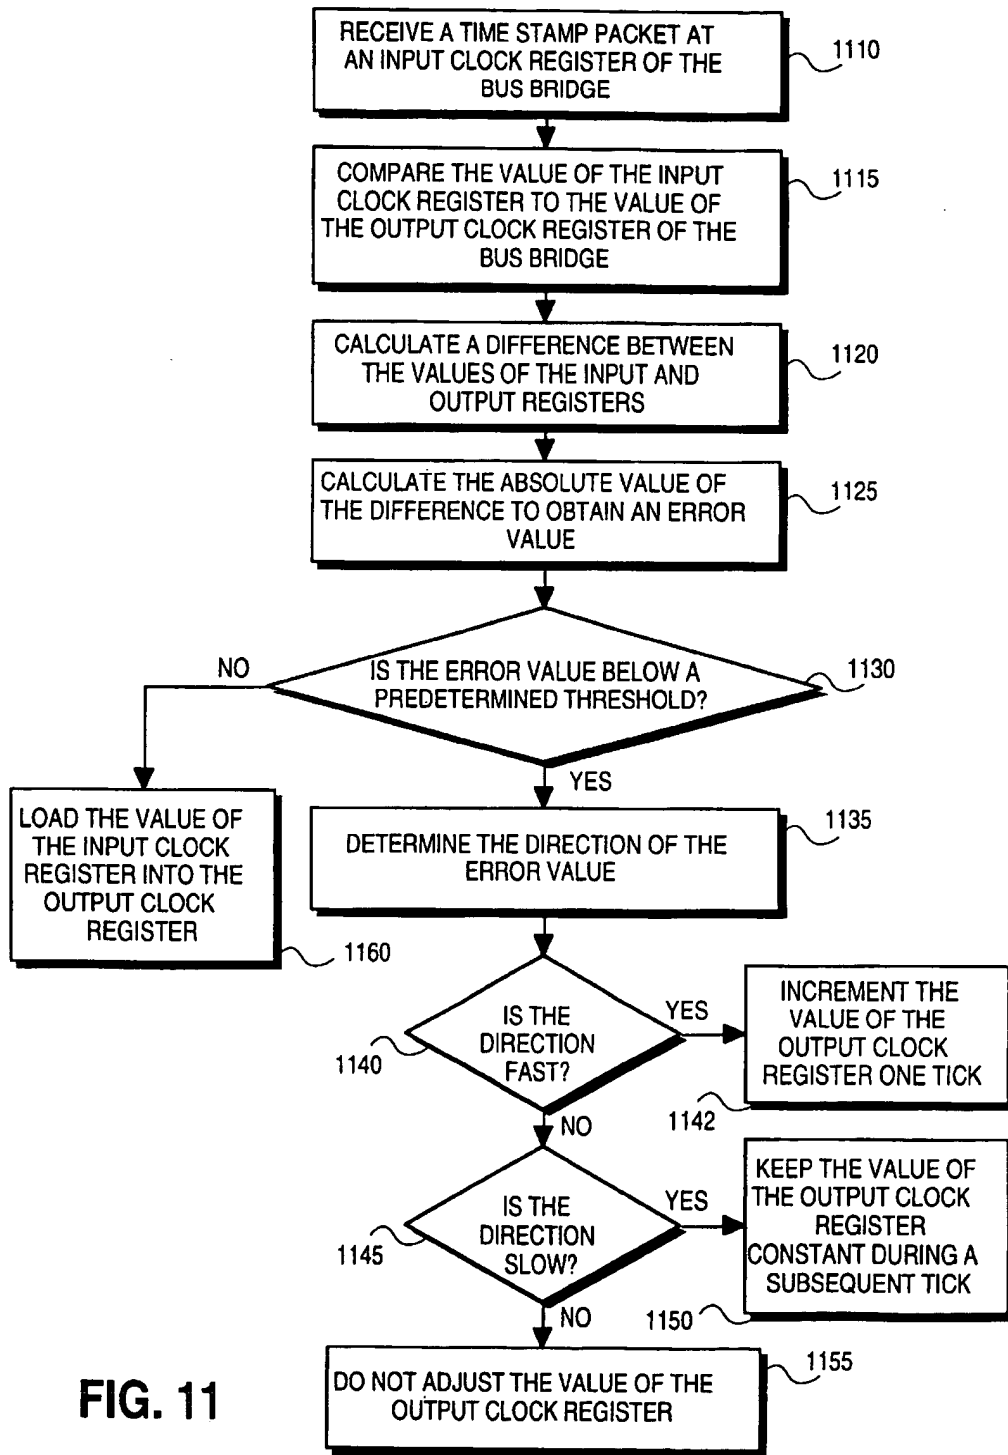 RECEIVE A TIME STAMP PACKET AT
AN INPUT CLOCK REGISTER OF THE
BUS BRIDGE
1110
COMPARE THE VALUE OF THE INPUT
CLOCK REGISTER TO THE VALUE OF
THE OUTPUT CLOCK REGISTER OF THE
BUS BRIDGE
1115
CALCULATE A DIFFERENCE BETWEEN
THE VALUES OF THE INPUT AND
OUTPUT REGISTERS
1120
CALCULATE THE ABSOLUTE VALUE OF
THE DIFFERENCE TO OBTAIN AN ERROR
VALUE
1125
IS THE ERROR VALUE BELOW A
PREDETERMINED THRESHOLD?
1130
NO
YES
LOAD THE VALUE OF
THE INPUT CLOCK
REGISTER INTO THE
OUTPUT CLOCK
REGISTER
1160
DETERMINE THE DIRECTION OF THE
ERROR VALUE
1135
IS THE
DIRECTION
FAST?
1140
YES
INCREMENT THE
VALUE OF THE
OUTPUT CLOCK
REGISTER ONE TICK
1142
NO
IS THE
DIRECTION
SLOW?
1145
YES
KEEP THE VALUE OF
THE OUTPUT CLOCK
REGISTER
CONSTANT DURING A
SUBSEQUENT TICK
1150
NO
DO NOT ADJUST THE VALUE OF THE
OUTPUT CLOCK REGISTER
1155
FIG. 11